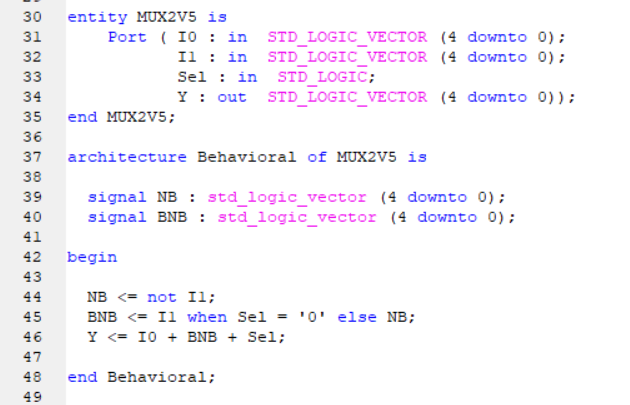 30 entity MUX2V5 is
31 Port ( I0 : in STD_LOGIC_VECTOR (4 downto 0);
32 I1 : in STD_LOGIC_VECTOR (4 downto 0);
33 Sel : in STD_LOGIC;
34 Y : out STD_LOGIC_VECTOR (4 downto 0));
35 end MUX2V5;
36
37 architecture Behavioral of MUX2V5 is
38
39 signal NB : std_logic_vector (4 downto 0);
40 signal BNB : std_logic_vector (4 downto 0);
41
42 begin
43
44 NB <= not I1;
45 BNB <= I1 when Sel = '0' else NB;
46 Y <= I0 + BNB + Sel;
47
48 end Behavioral;
49